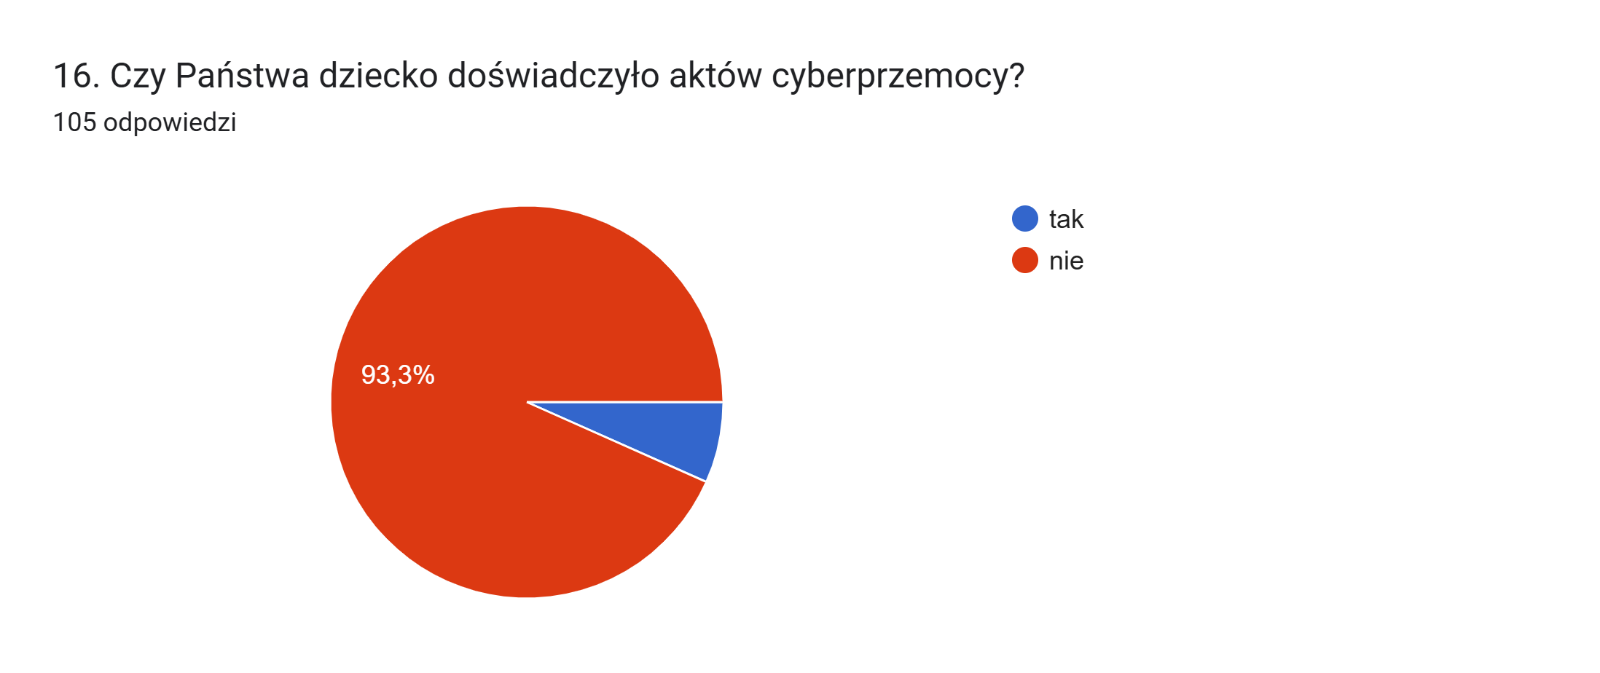 16. Czy Państwa dziecko doświadczyło aktów cyberprzemocy?
105 odpowiedzi
tak
nie
93,3%